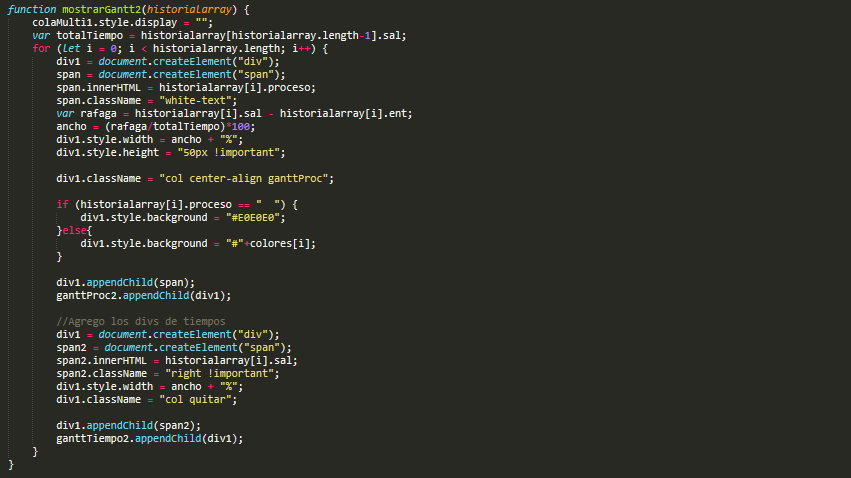 function mostrarGantt2(historialarray) {
    colaMulti1.style.display = "";
    var totalTiempo = historialarray[historialarray.length-1].sal;
    for (let i = 0; i < historialarray.length; i++) {
        div1 = document.createElement("div");
        span = document.createElement("span");
        span.innerHTML = historialarray[i].proceso;
        span.className = "white-text";
        var rafaga = historialarray[i].sal - historialarray[i].ent;
        ancho = (rafaga/totalTiempo)*100;
        div1.style.width = ancho + "%";
        div1.style.height = "50px !important";

        div1.className = "col center-align ganttProc";

        if (historialarray[i].proceso == "  ") {
            div1.style.background = "#E0E0E0";
        }else{
            div1.style.background = "#"+colores[i];
        }

        div1.appendChild(span);
        ganttProc2.appendChild(div1);

        //Agrego los divs de tiempos
        div1 = document.createElement("div");
        span2 = document.createElement("span");
        span2.innerHTML = historialarray[i].sal;
        span2.className = "right !important";
        div1.style.width = ancho + "%";
        div1.className = "col quitar";

        div1.appendChild(span2);
        ganttTiempo2.appendChild(div1);
    }
}